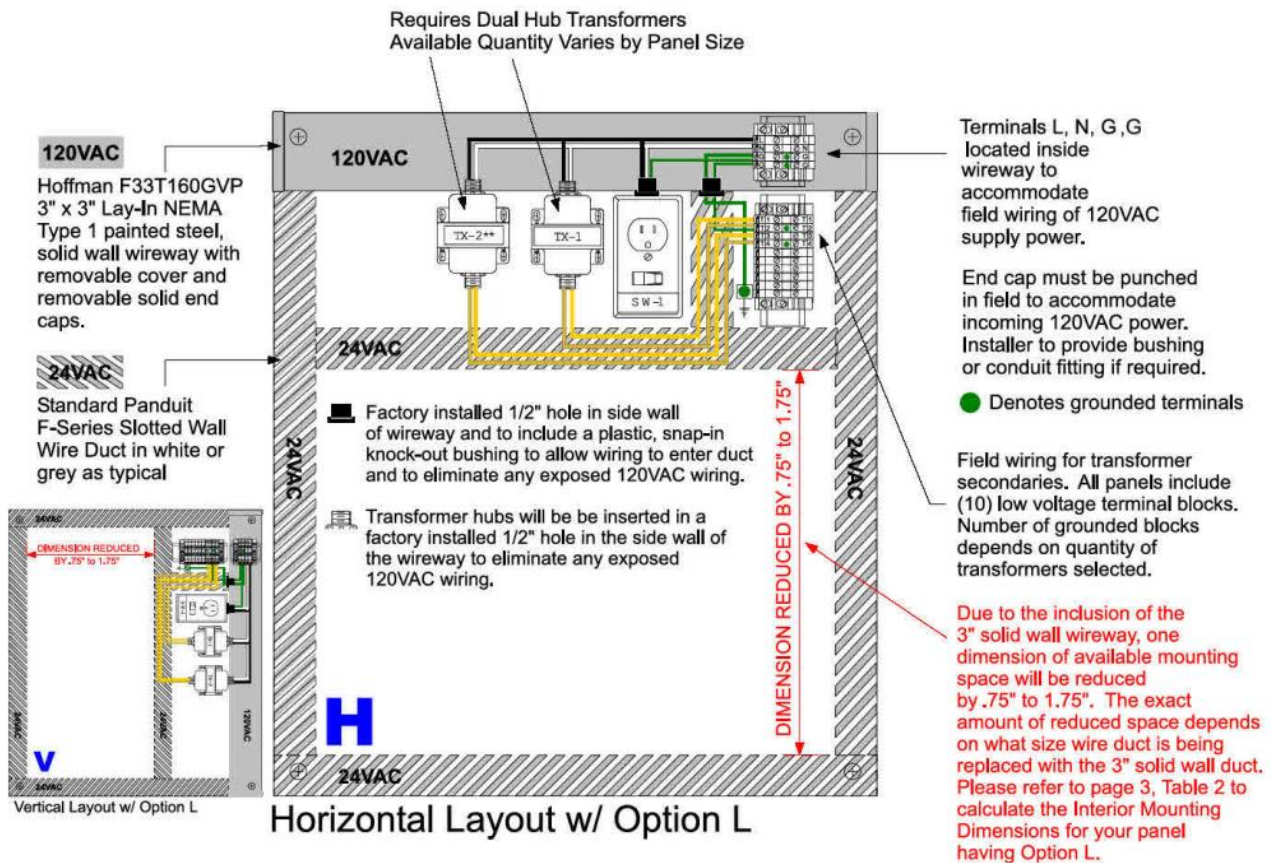 Requires Dual Hub Transformers
Available Quantity Varies by Panel Size
120VAC
Hoffman F33T160GVP
3" x 3" Lay-In NEMA
Type 1 painted steel,
solid wall wireway with
removable cover and
removable solid end
caps.
24VAC
Standard Panduit
F-Series Slotted Wall
Wire Duct in white or
grey as typical
120VAC
TX-2**
TX-1
SW-1
24VAC
24VAC
24VAC
24VAC
Factory installed 1/2" hole in side wall
of wireway and to include a plastic, snap-in
knock-out bushing to allow wiring to enter duct
and to eliminate any exposed 120VAC wiring.
Transformer hubs will be be inserted in a
factory installed 1/2" hole in the side wall of
the wireway to eliminate any exposed
120VAC wiring.
DIMENSION REDUCED BY .75" to 1.75"
H
Horizontal Layout w/ Option L
Terminals L, N, G ,G
located inside
wireway to
accommodate
field wiring of 120VAC
supply power.
End cap must be punched
in field to accommodate
incoming 120VAC power.
Installer to provide bushing
or conduit fitting if required.
Denotes grounded terminals
Field wiring for transformer
secondaries. All panels include
(10) low voltage terminal blocks.
Number of grounded blocks
depends on quantity of
transformers selected.
Due to the inclusion of the
3" solid wall wireway, one
dimension of available mounting
space will be reduced
by .75" to 1.75". The exact
amount of reduced space depends
on what size wire duct is being
replaced with the 3" solid wall duct.
Please refer to page 3, Table 2 to
calculate the Interior Mounting
Dimensions for your panel
having Option L.
24VAC
DIMENSION REDUCED
BY .75" to 1.75"
24VAC
24VAC
120VAC
V
24VAC
Vertical Layout w/ Option L